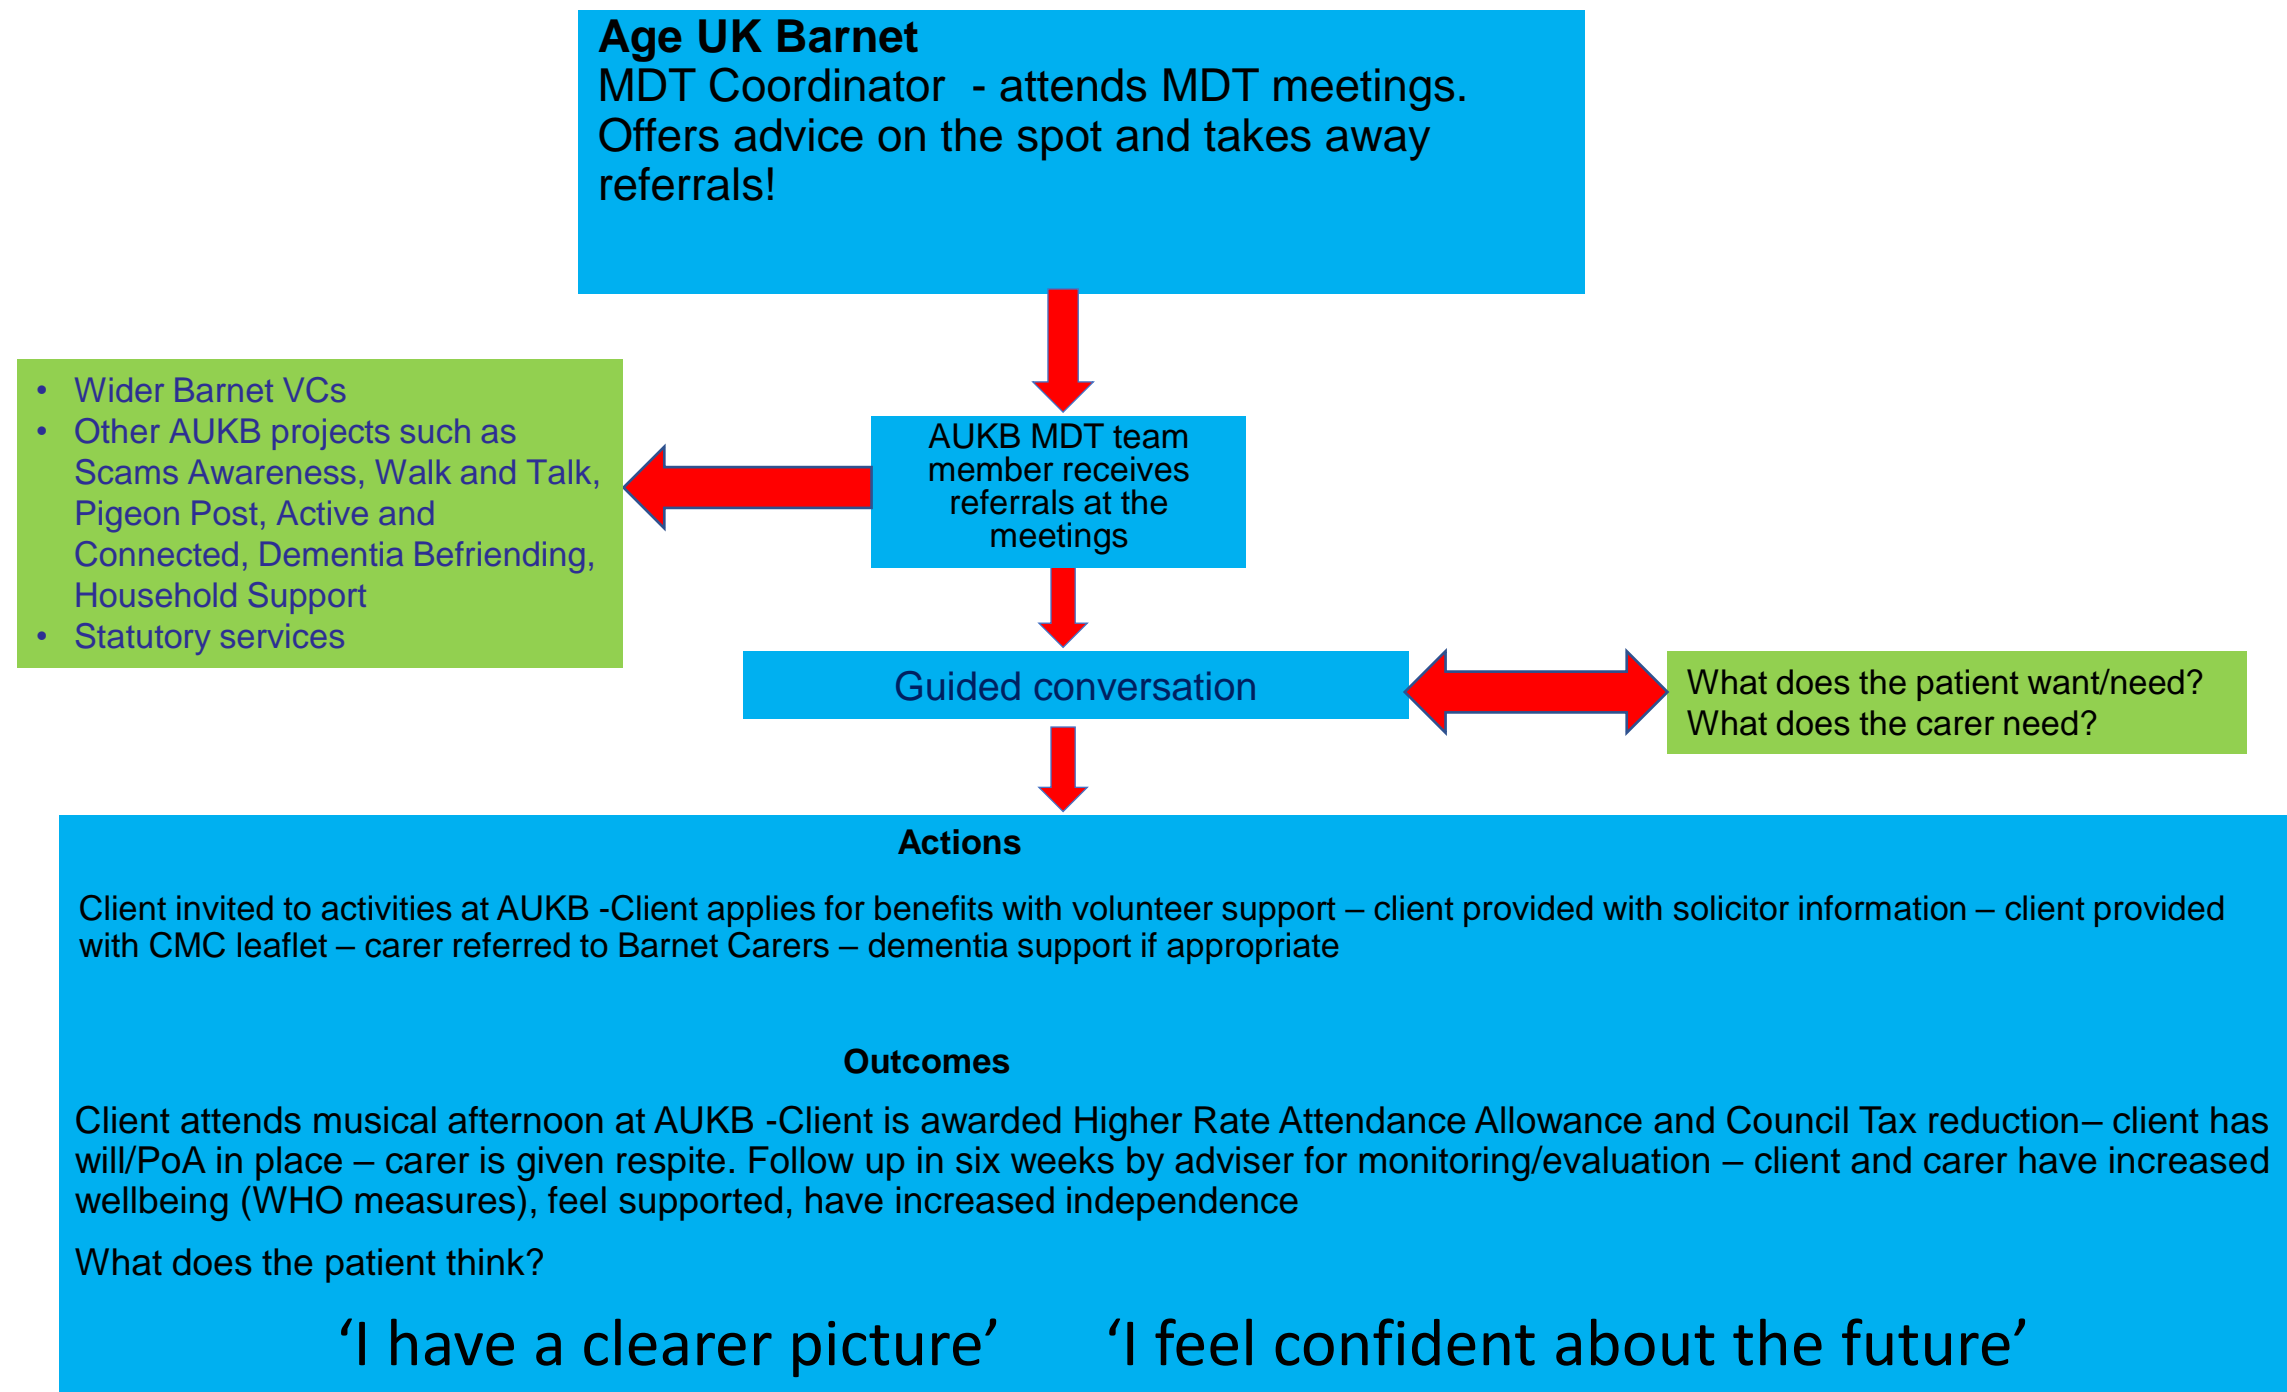 Age UK Barnet
MDT Coordinator - attends MDT meetings.
Offers advice on the spot and takes away
referrals!
• Wider Barnet VCs
• Other AUKB projects such as
Scams Awareness, Walk and Talk,
Pigeon Post, Active and
Connected, Dementia Befriending,
Household Support
• Statutory services
AUKB MDT team
member receives
referrals at the
meetings
Guided conversation
What does the patient want/need?
What does the carer need?
Actions
Client invited to activities at AUKB -Client applies for benefits with volunteer support – client provided with solicitor information – client provided
with CMC leaflet – carer referred to Barnet Carers – dementia support if appropriate
Outcomes
Client attends musical afternoon at AUKB -Client is awarded Higher Rate Attendance Allowance and Council Tax reduction– client has
will/PoA in place – carer is given respite. Follow up in six weeks by adviser for monitoring/evaluation – client and carer have increased
wellbeing (WHO measures), feel supported, have increased independence
What does the patient think?
‘I have a clearer picture’ ‘I feel confident about the future’